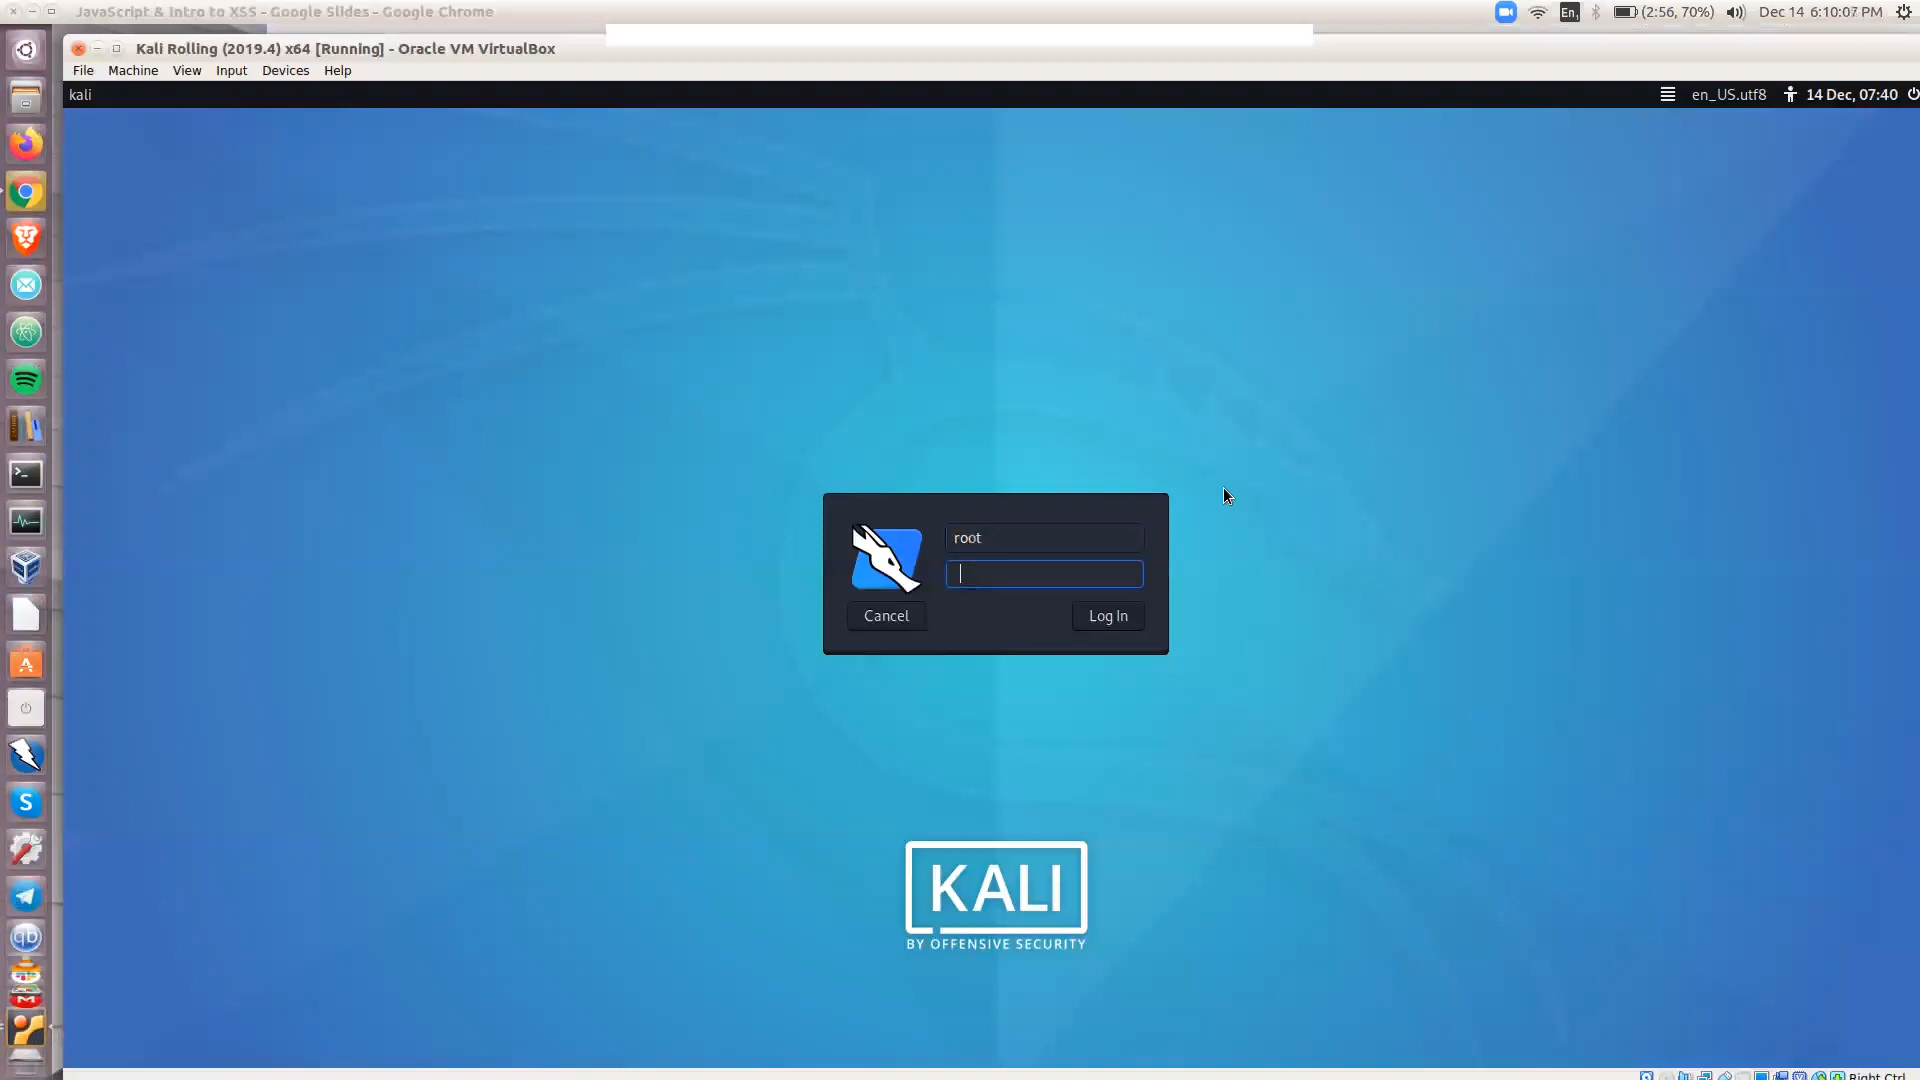 JavaScript & Intro to XSS - Google Slides - Google Chrome
En1
(2:56, 70%)
Dec 14 6:10:07 PM
Kali Rolling (2019.4) x64 [Running] - Oracle VM VirtualBox
File Machine View Input Devices Help
kali
en_US.utf8
14 Dec, 07:40
root
Cancel
Log In
KALI
BY OFFENSIVE SECURITY
S
qb
Right Ctrl